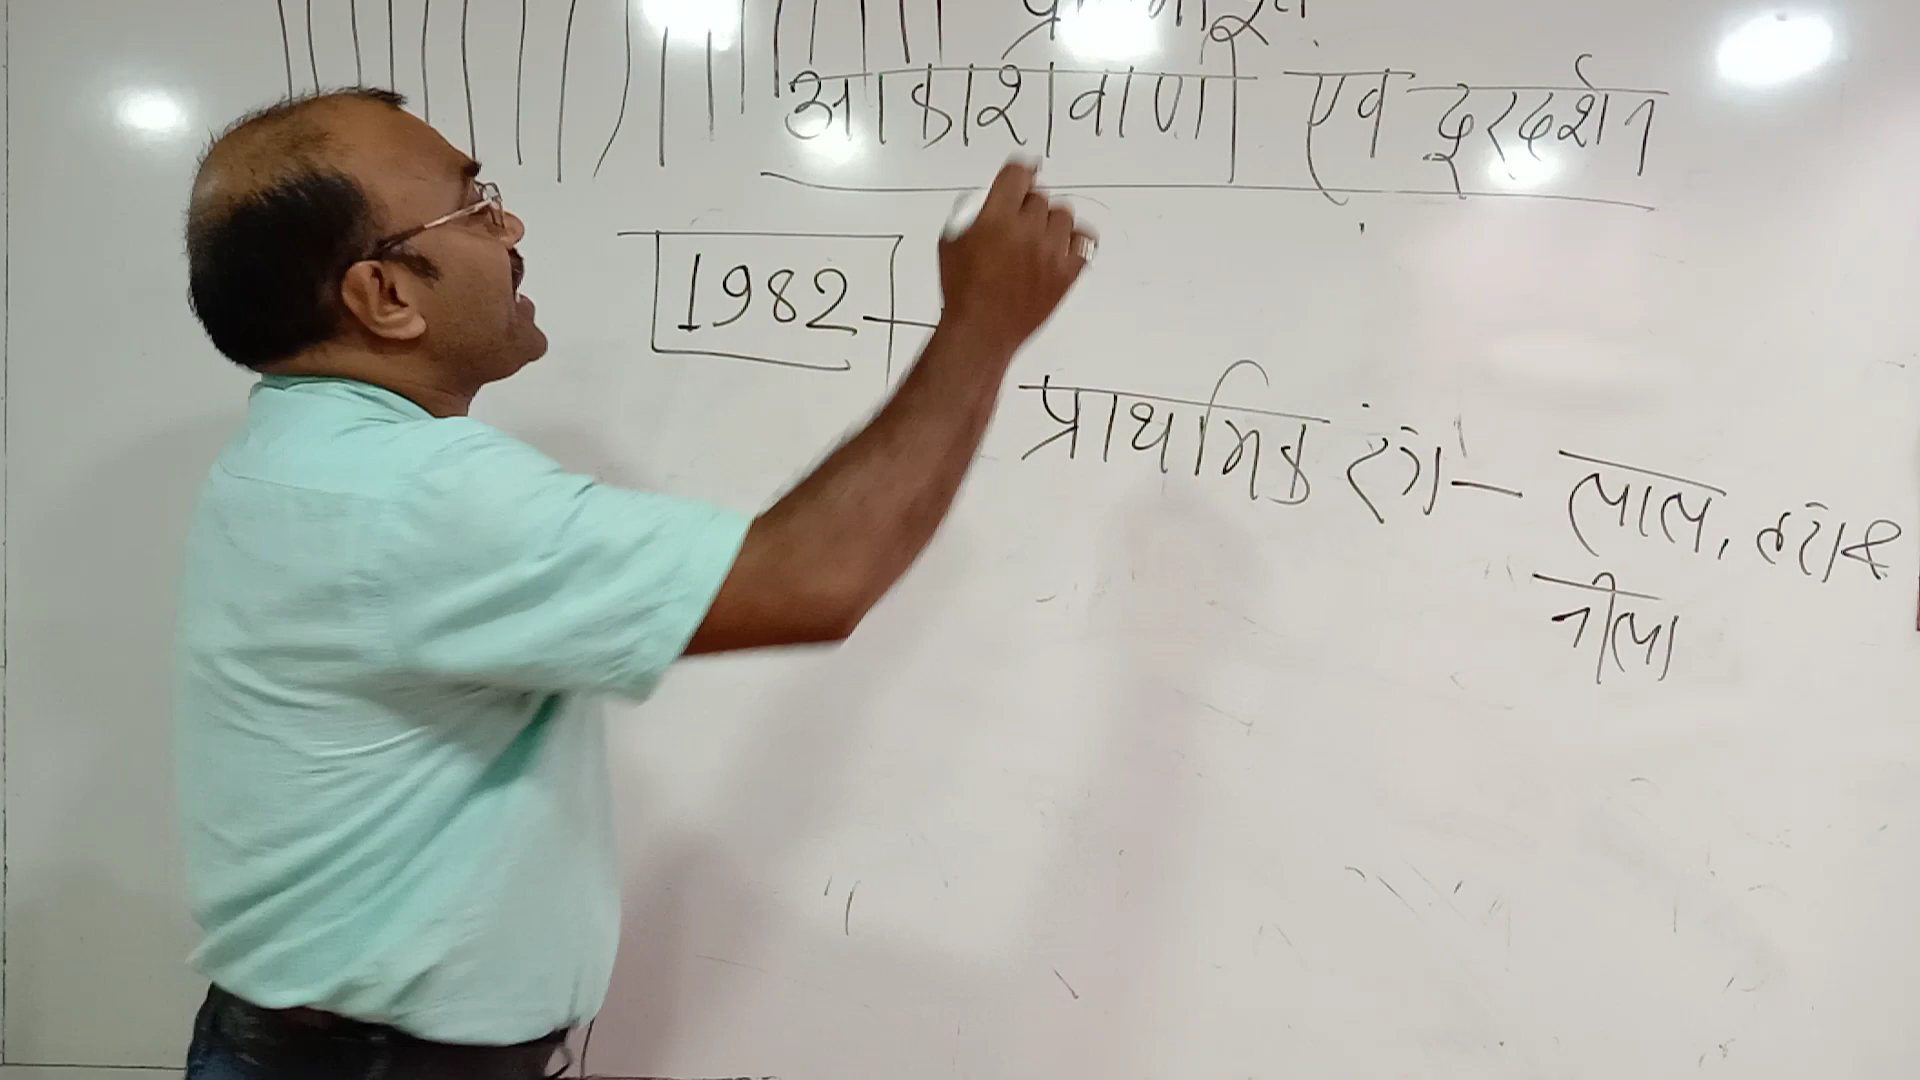 आकाशवाणी एवं दूरदर्शन
1982
प्राथमिक रंग - लाल, हरा &
नीला